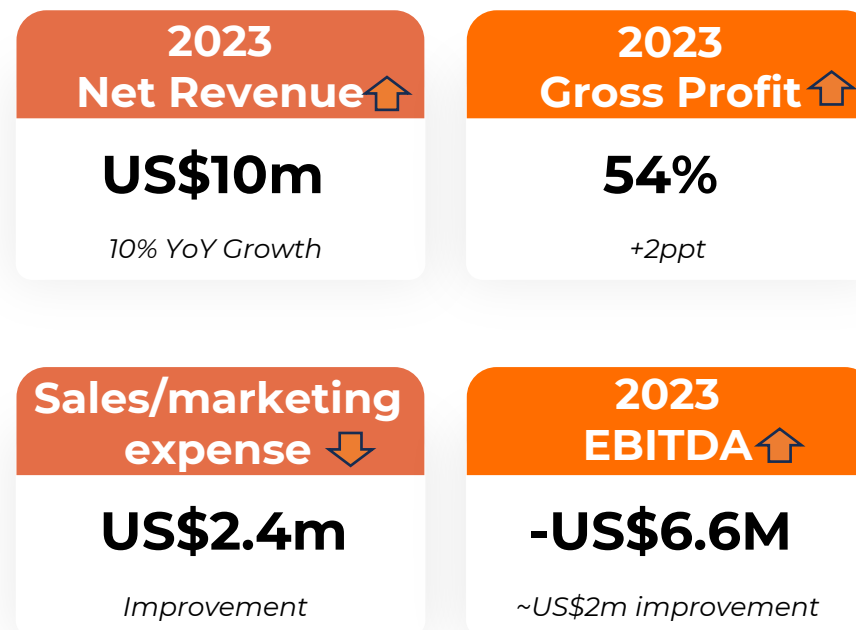 2023
Net Revenue
US$10m
10% YoY Growth
2023
Gross Profit
54%
+2ppt
Sales/marketing
expense
US$2.4m
Improvement
2023
EBITDA
-US$6.6M
~US$2m improvement